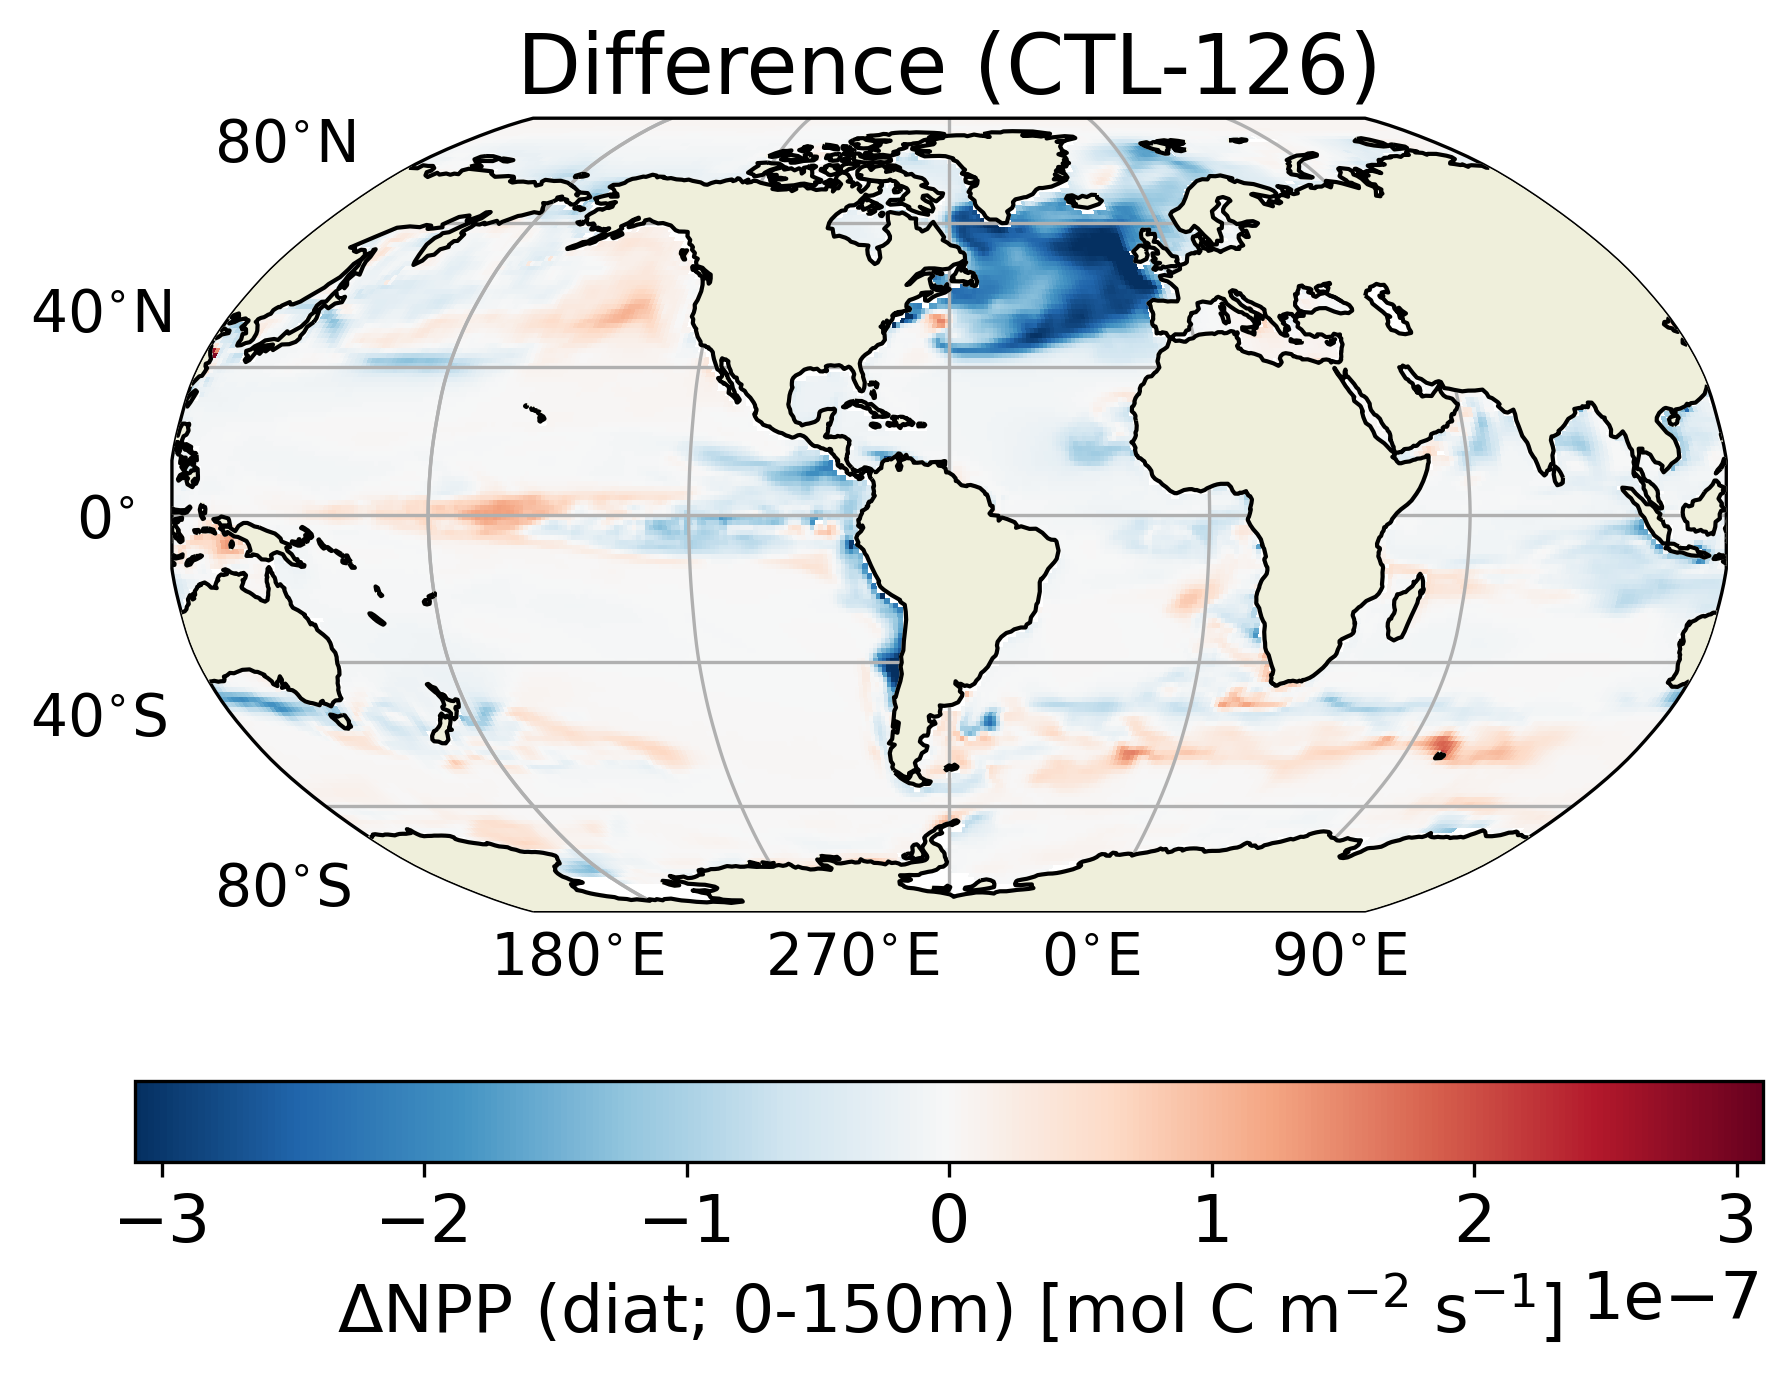 Difference (CTL-126)
80°N
40°N
0°
40°S
80°S
180°E 270°E 0°E 90°E
−3 −2 −1 0 1 2 3
ΔNPP (diat; 0-150m) [mol C m⁻² s⁻¹] 1e−7